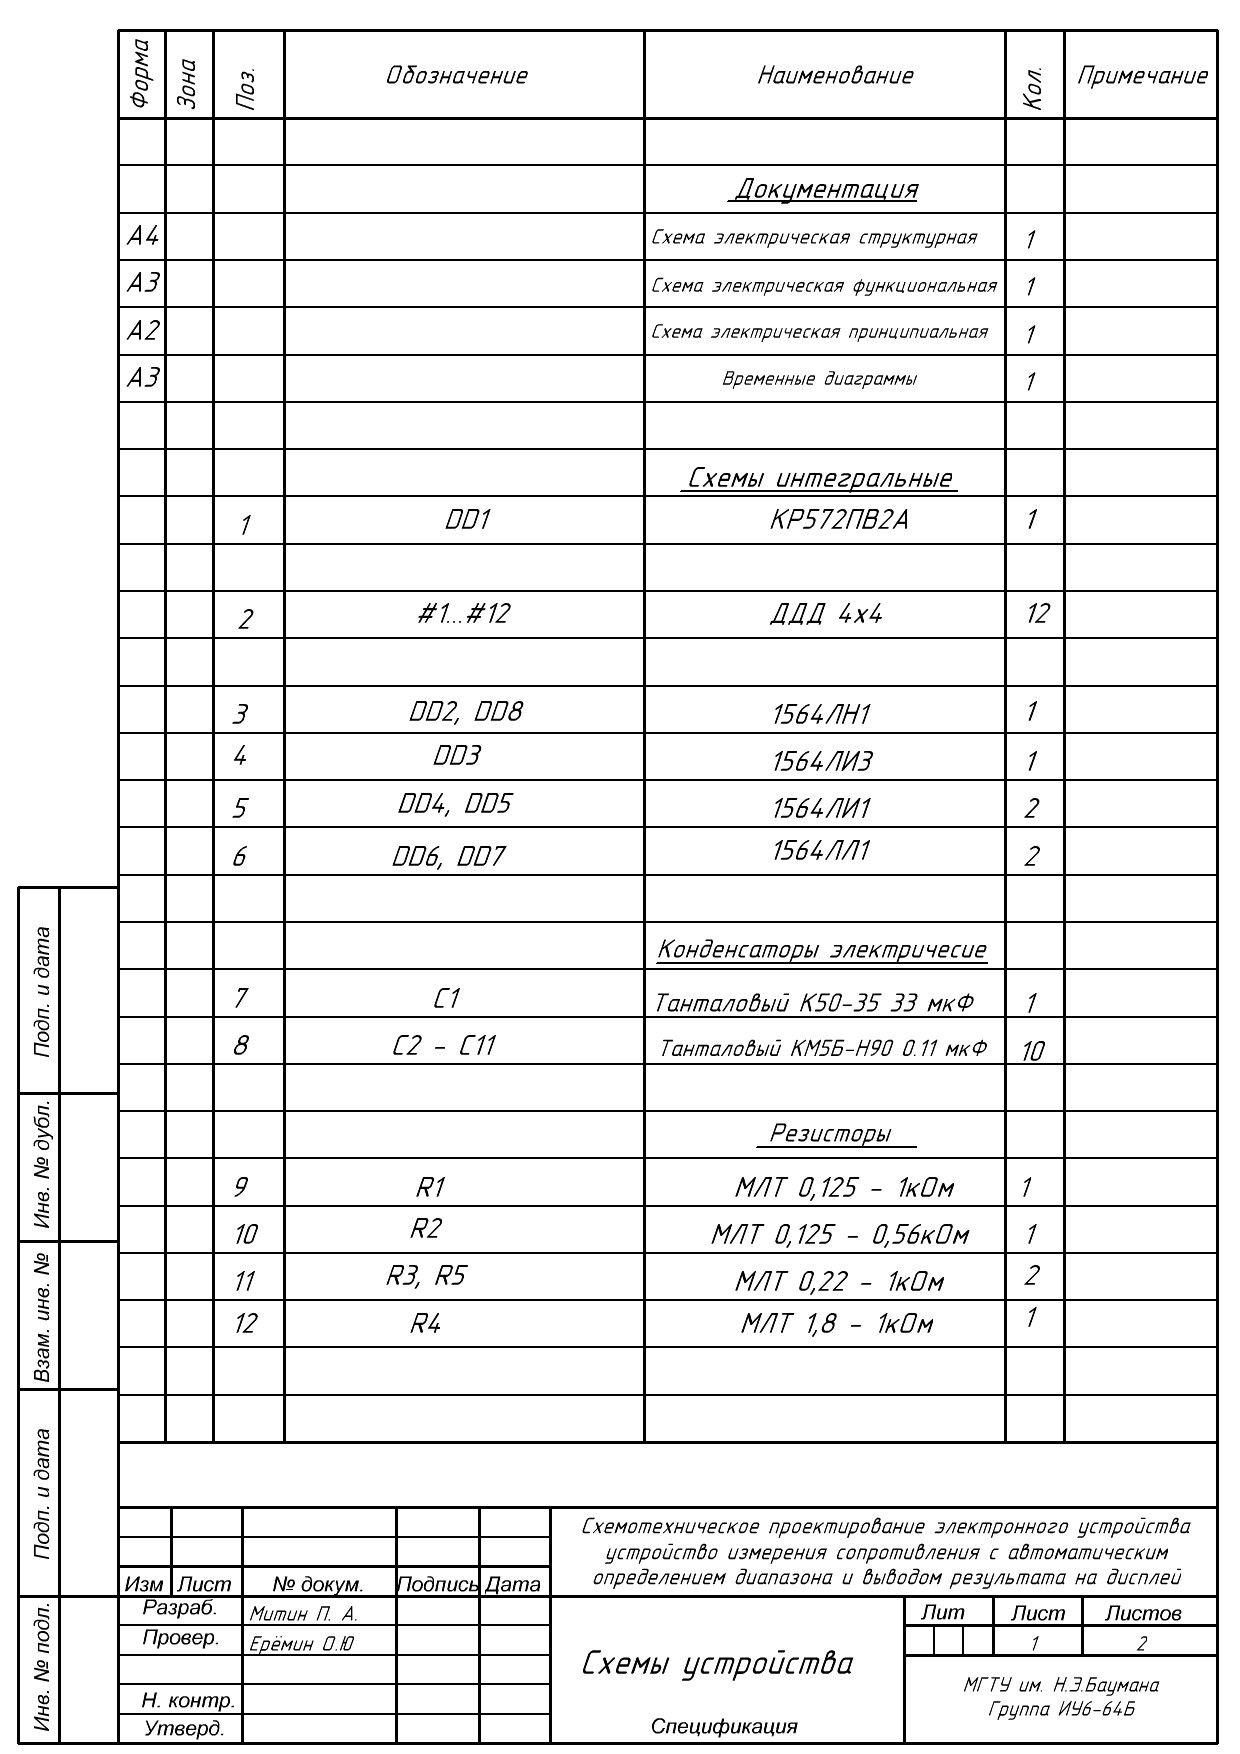 Форма Зона Поз. Обозначение Наименование Кол. Примечание
Документация
А4 Схема электрическая структурная 1
А3 Схема электрическая функциональная 1
А2 Схема электрическая принципиальная 1
А3 Временные диаграммы 1
Схемы интегральные
1 DD1 КР572ПВ2А 1
2 #1...#12 ДДД 4х4 12
3 DD2, DD8 1564ЛН1 1
4 DD3 1564ЛИ3 1
5 DD4, DD5 1564ЛИ1 2
6 DD6, DD7 1564ЛЛ1 2
Конденсаторы электричесие
7 С1 Танталовый К50-35 33 мкФ 1
8 С2 - С11 Танталовый КМ5Б-Н90 0.11 мкФ 10
Резисторы
9 R1 МЛТ 0,125 - 1кОм 1
10 R2 МЛТ 0,125 - 0,56кОм 1
11 R3, R5 МЛТ 0,22 - 1кОм 2
12 R4 МЛТ 1,8 - 1кОм 1
Подп. и дата
Инв. № дубл.
Взам. инв. №
Подп. и дата
Инв. № подл.
Схемотехническое проектирование электронного устройства
устройство измерения сопротивления с автоматическим
определением диапазона и выводом результата на дисплей
Изм Лист № докум. Подпись Дата
Разраб. Митин П. А.
Провер. Ерёмин О.Ю
Н. контр.
Утверд.
Схемы устройства
Спецификация
Лит Лист Листов
1 2
МГТУ им. Н.Э.Баумана
Группа ИУ6-64Б